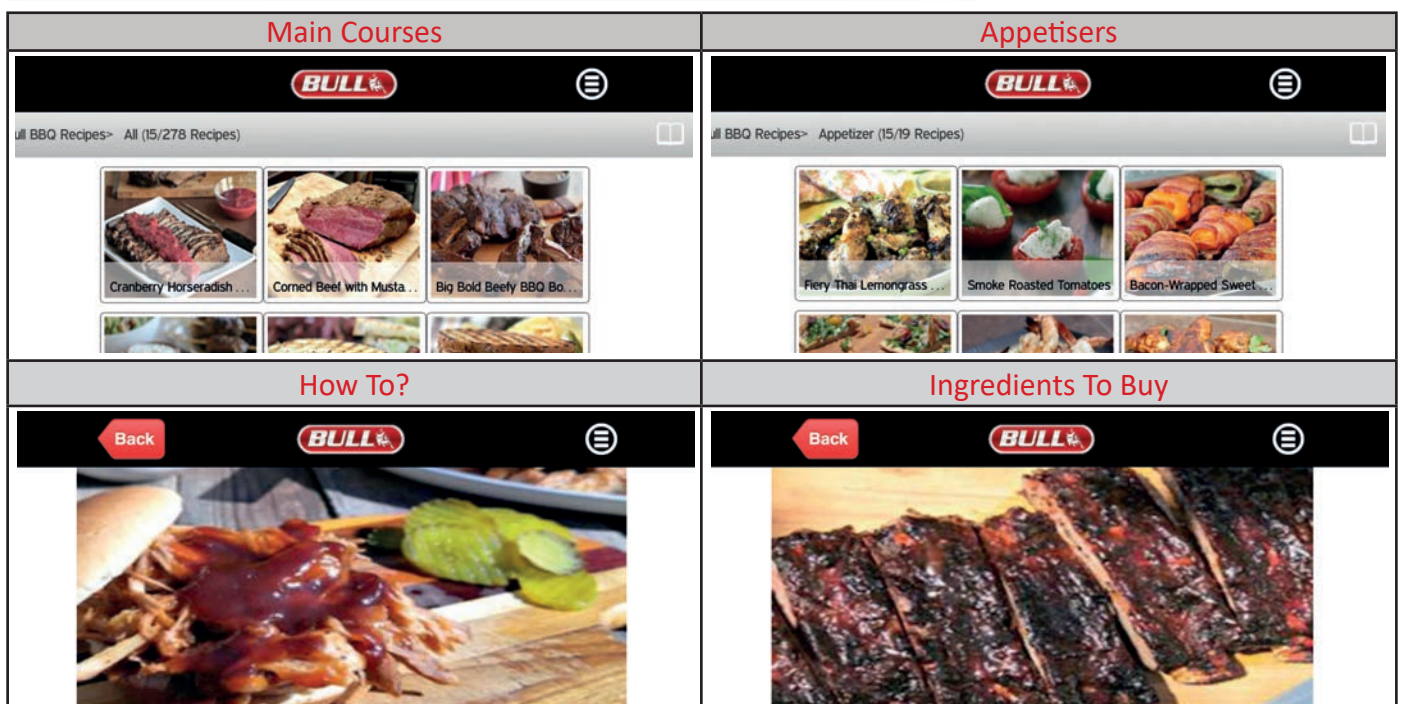 Main Courses
Appetisers
BULL
BULL
ull BBQ Recipes> All (15/278 Recipes)
ull BBQ Recipes> Appetizer (15/19 Recipes)
Cranberry Horseradish ...
Corned Beef with Musta...
Big Bold Beefy BBQ Bo...
Fiery Thai Lemongrass ...
Smoke Roasted Tomatoes
Bacon-Wrapped Sweet ...
How To?
Ingredients To Buy
Back
BULL
Back
BULL